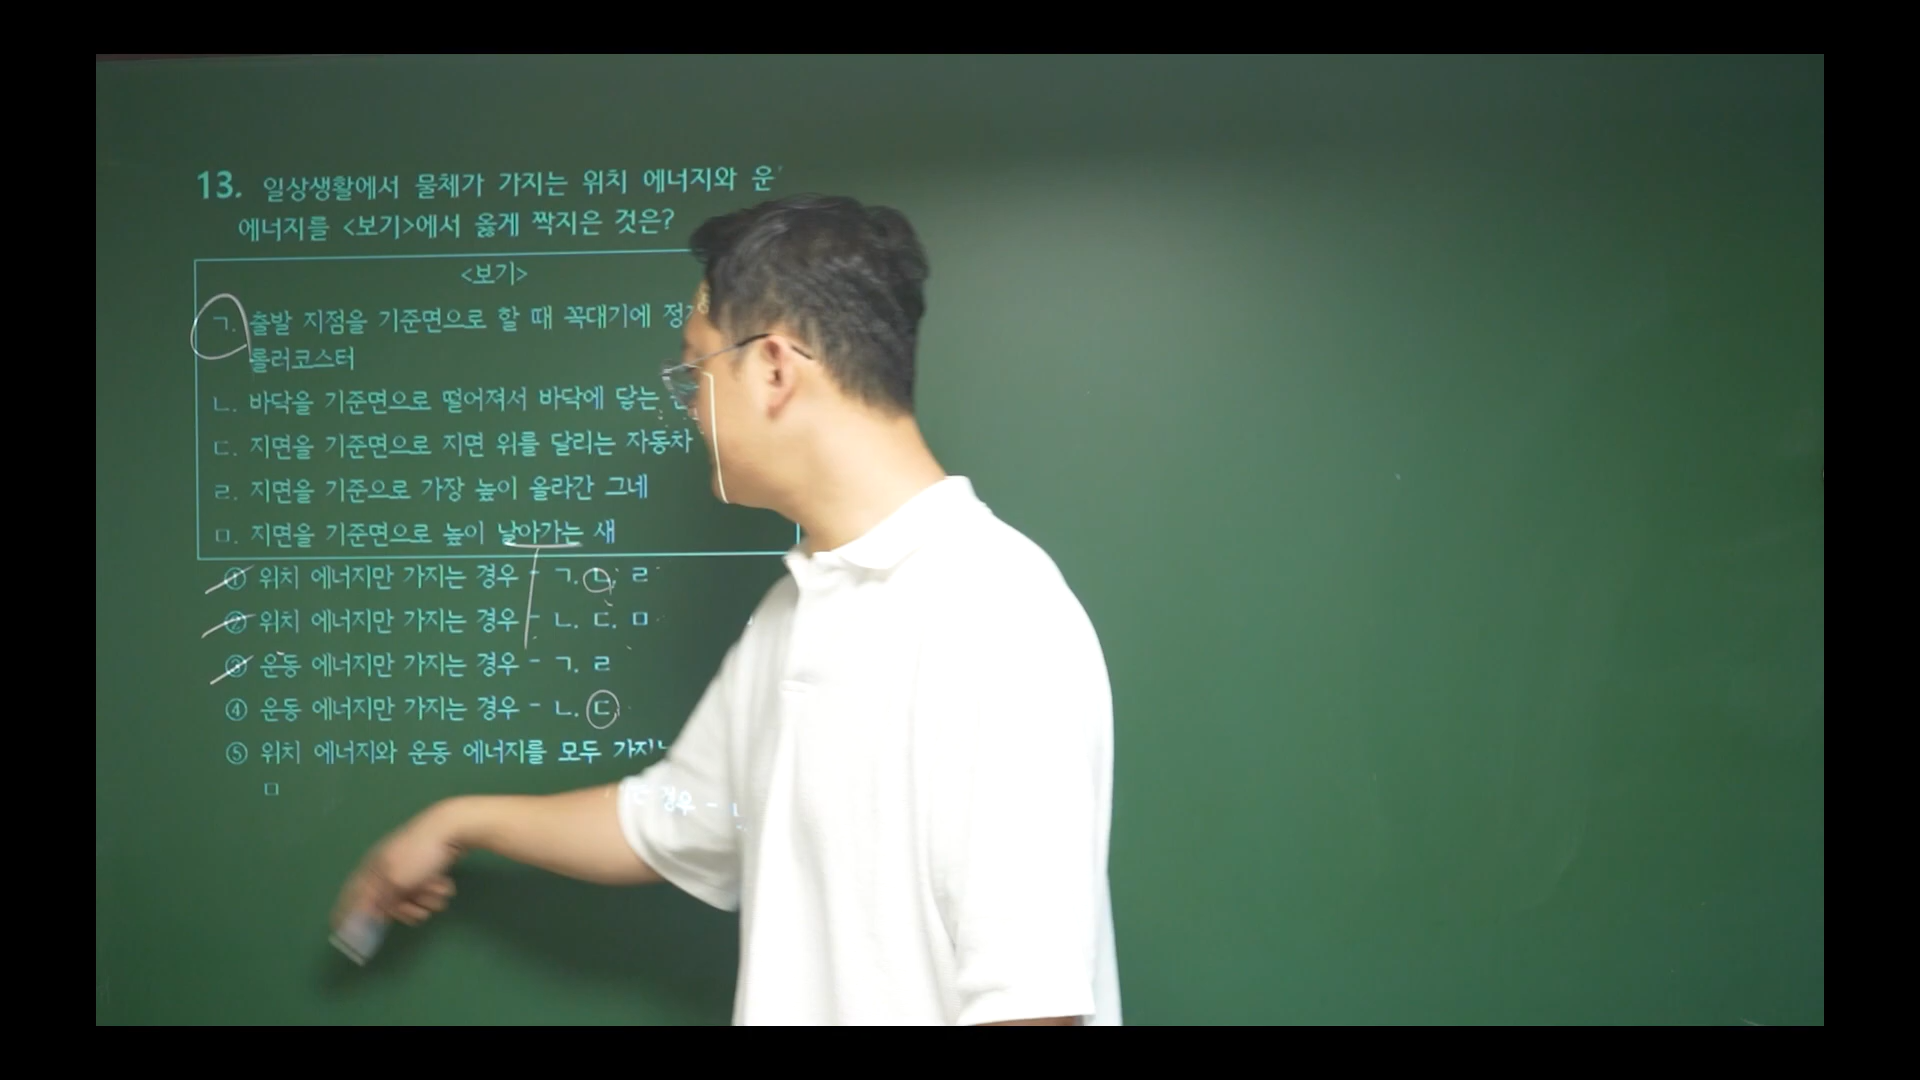 13. 일상생활에서 물체가 가지는 위치 에너지와 운
에너지를 <보기>에서 옳게 짝지은 것은?
<보기>
ㄱ. 출발 지점을 기준면으로 할 때 꼭대기에
롤러코스터
ㄴ. 바닥을 기준면으로 떨어져서 바닥에 닿는
ㄷ. 지면을 기준면으로 지면 위를 달리는 자동차
ㄹ. 지면을 기준으로 가장 높이 올라간 그네
ㅁ. 지면을 기준면으로 높이 날아가는 새
① 위치 에너지만 가지는 경우 - ㄱ. ㄴ. ㄹ
② 위치 에너지만 가지는 경우 - ㄴ. ㄷ. ㅁ
③ 운동 에너지만 가지는 경우 - ㄱ. ㄹ
④ 운동 에너지만 가지는 경우 - ㄴ. ㄷ
⑤ 위치 에너지와 운동 에너지를 모두
경우 - ㄴ.
ㅁ